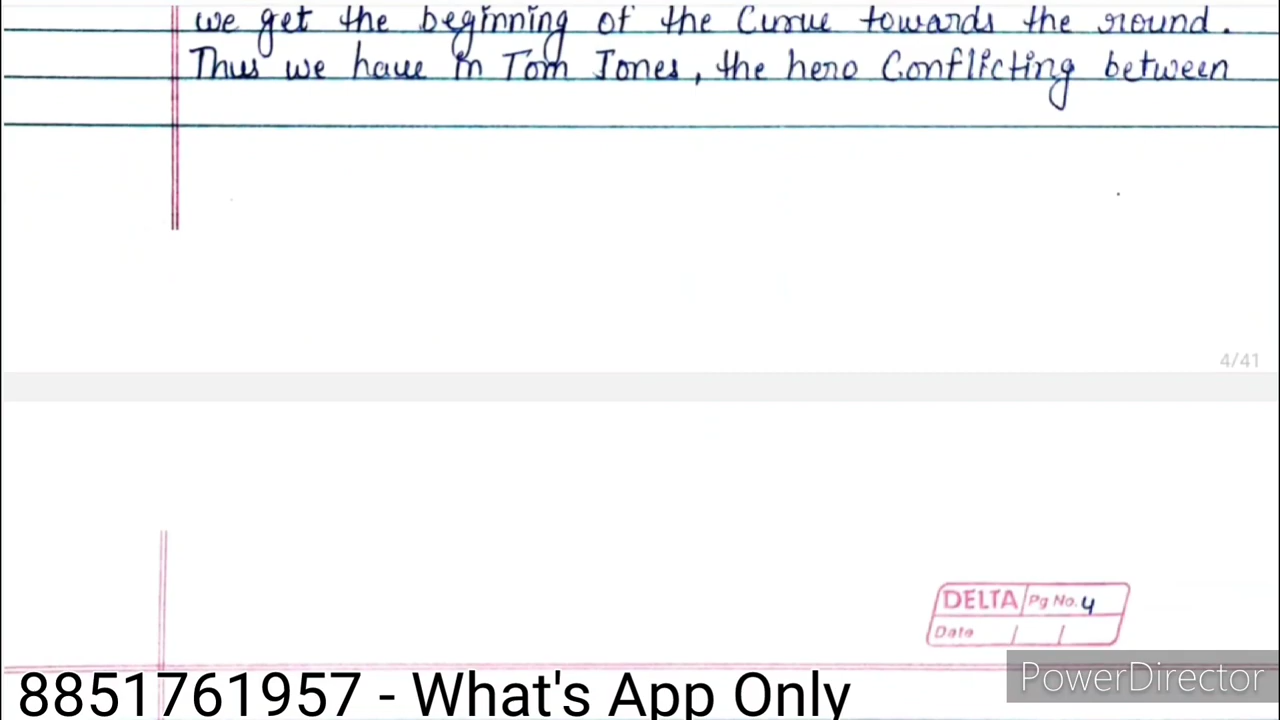 we get the beginning of the Curve towards the round.
Thus we have in Tom Jones, the hero Conflicting between
4/41
DELTA Pg No. 4
Date / /
8851761957 - What's App Only
PowerDirector